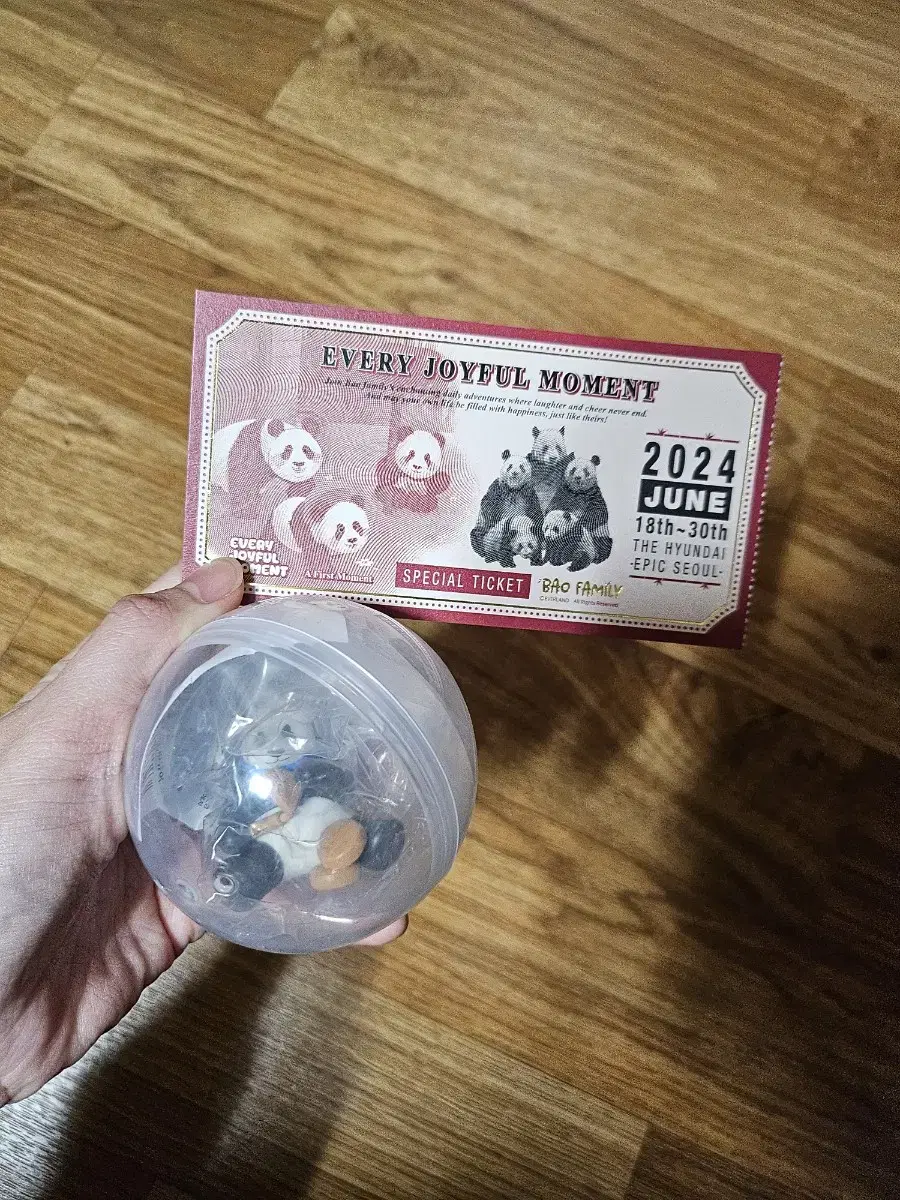 EVERY JOYFUL MOMENT
Join Bao Family's enchanting daily adventures where laughter and cheer never end.
And may your own life be filled with happiness, just like theirs!
2024
JUNE
18th~30th
THE HYUNDAI
·EPIC SEOUL·
EVERY
JOYFUL
MOMENT
A First Moment
SPECIAL TICKET
BAO FAMILY
©EVERLAND All Rights Reserved